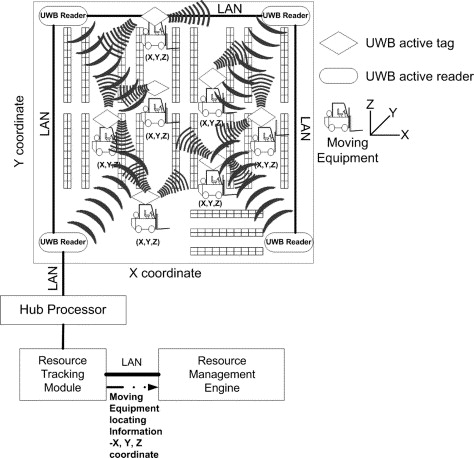 LAN
UWB Reader
UWB Reader
(X,Y,Z)
UWB active tag
UWB active reader
Z
Y
X
Moving
Equipment
(X,Y,Z)
(X,Y,Z)
(X,Y,Z)
(X,Y,Z)
(X,Y,Z)
(X,Y,Z)
LAN
LAN
Y coordinate
UWB Reader
UWB Reader
X coordinate
LAN
Hub Processor
Resource
Tracking
Module
LAN
Resource
Management
Engine
Moving
Equipment
locating
Information
-X, Y, Z
coordinate